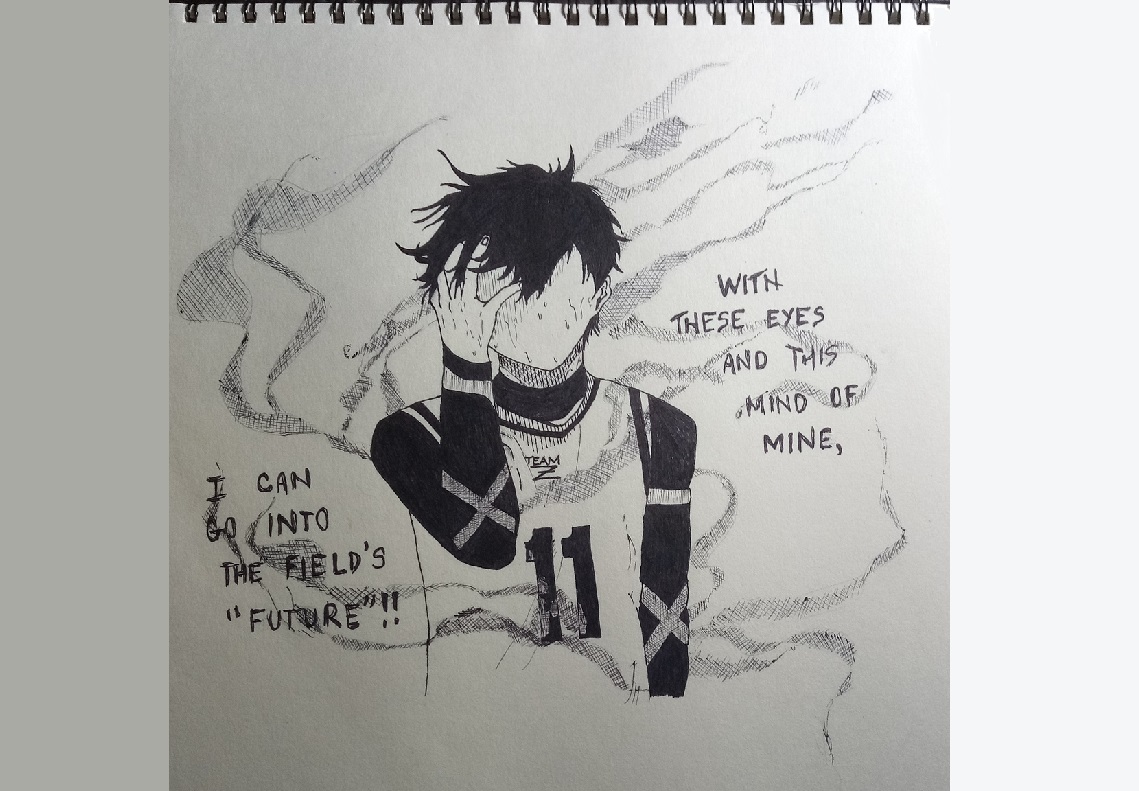 WITH
THESE EYES
AND THIS
MIND OF
MINE,
TEAM
Z
11
I CAN
GO INTO
THE FIELD'S
"FUTURE"!!